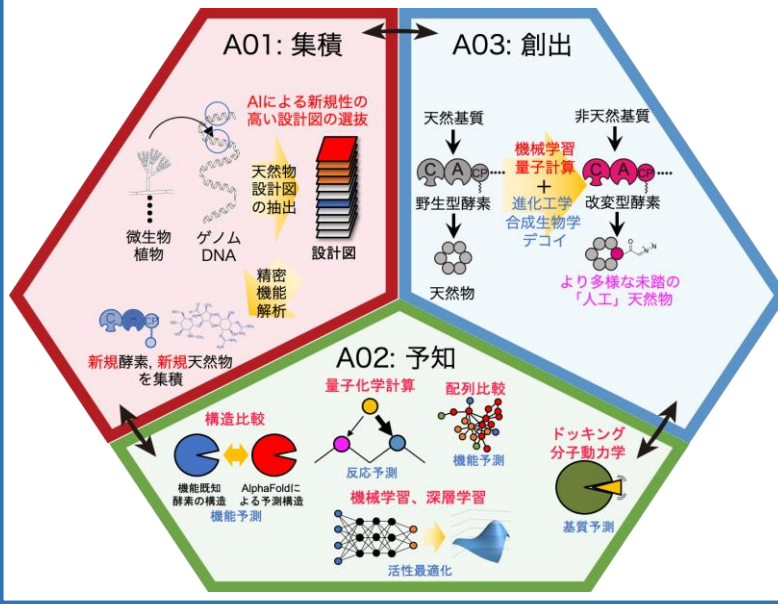 A01: 集積
AIによる新規性の
高い設計図の選抜
天然物
設計図
の抽出
微生物
植物
ゲノム
DNA
設計図
精密
機能
解析
C
A
CP
新規酵素, 新規天然物
を集積
A03: 創出
天然基質
C
A
CP
野生型酵素
天然物
機械学習
量子計算
+
進化工学
合成生物学
デコイ
非天然基質
C
A
CP
改変型酵素
より多様な未踏の
「人工」天然物
A02: 予知
構造比較
機能既知
酵素の構造
AlphaFoldに
よる予測構造
機能予測
量子化学計算
反応予測
配列比較
機能予測
機械学習、深層学習
活性最適化
ドッキング
分子動力学
基質予測